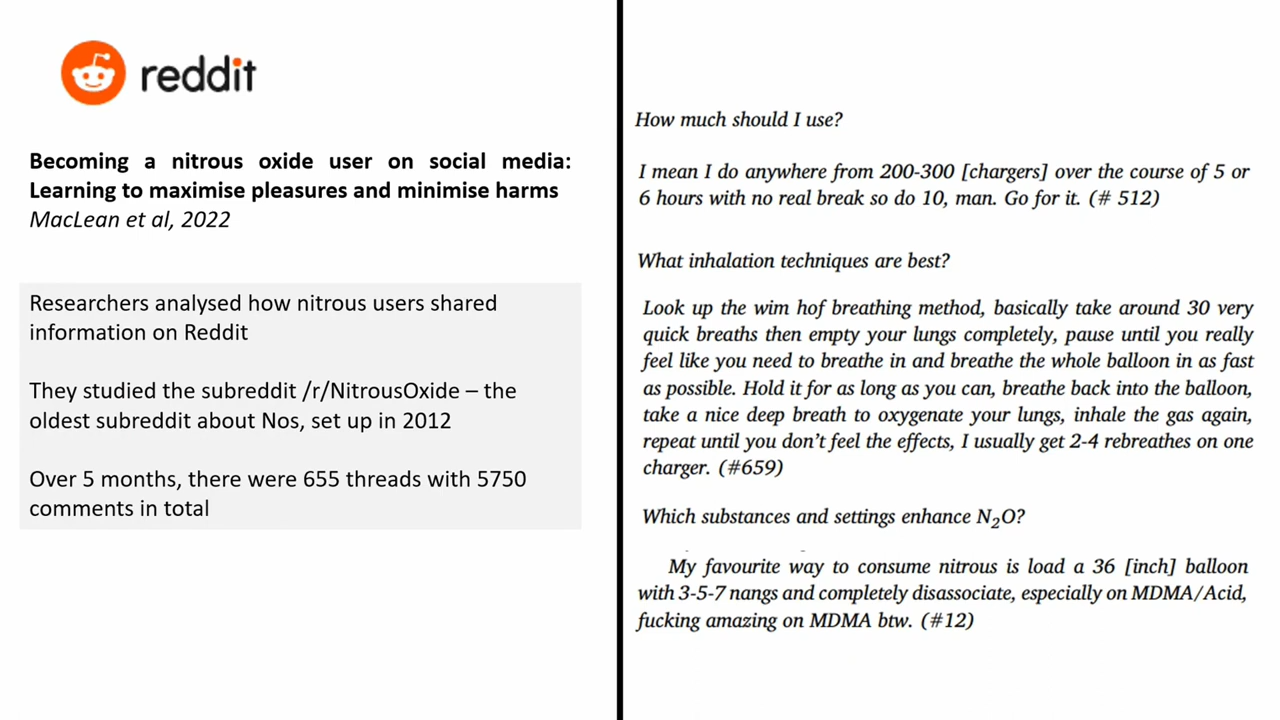 reddit
Becoming a nitrous oxide user on social media:
Learning to maximise pleasures and minimise harms
MacLean et al, 2022
Researchers analysed how nitrous users shared
information on Reddit
They studied the subreddit /r/NitrousOxide – the
oldest subreddit about Nos, set up in 2012
Over 5 months, there were 655 threads with 5750
comments in total
How much should I use?
I mean I do anywhere from 200-300 [chargers] over the course of 5 or
6 hours with no real break so do 10, man. Go for it. (# 512)
What inhalation techniques are best?
Look up the wim hof breathing method, basically take around 30 very
quick breaths then empty your lungs completely, pause until you really
feel like you need to breathe in and breathe the whole balloon in as fast
as possible. Hold it for as long as you can, breathe back into the balloon,
take a nice deep breath to oxygenate your lungs, inhale the gas again,
repeat until you don't feel the effects, I usually get 2-4 rebreathes on one
charger. (#659)
Which substances and settings enhance N₂O?
My favourite way to consume nitrous is load a 36 [inch] balloon
with 3-5-7 nangs and completely disassociate, especially on MDMA/Acid,
fucking amazing on MDMA btw. (#12)